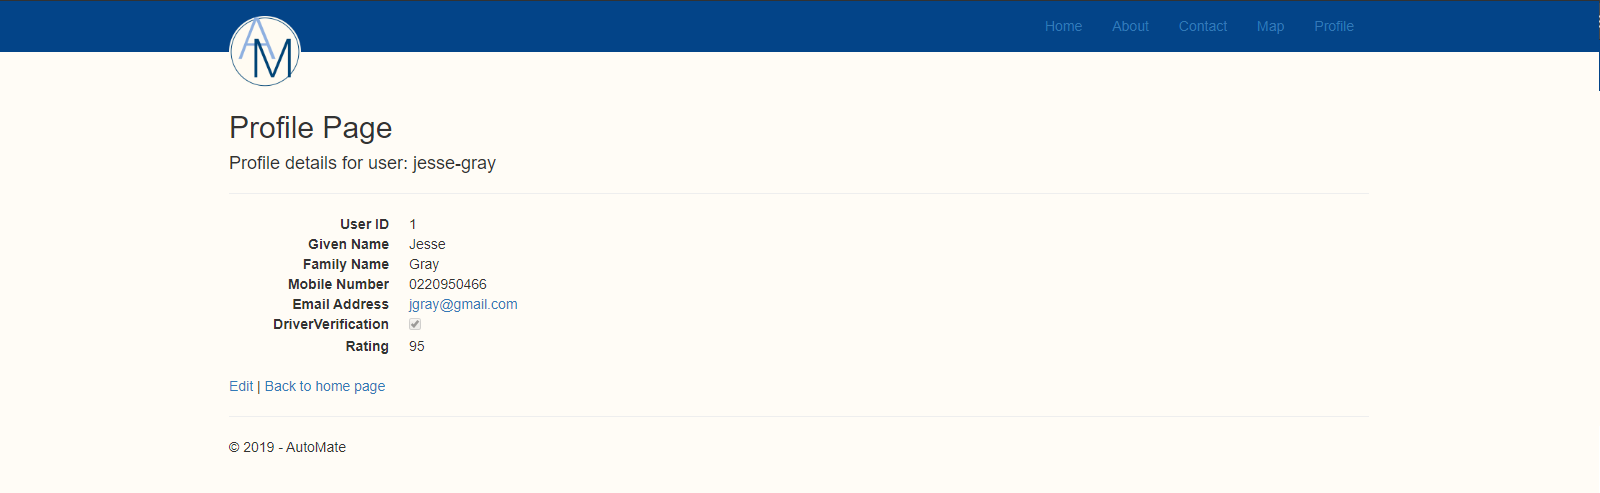 AM
Home About Contact Map Profile
Profile Page
Profile details for user: jesse-gray
User ID 1
Given Name Jesse
Family Name Gray
Mobile Number 0220950466
Email Address jgray@gmail.com
DriverVerification
Rating 95
Edit | Back to home page
© 2019 - AutoMate